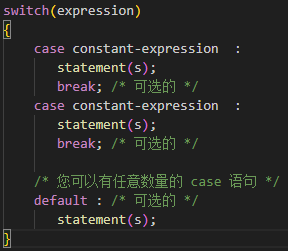 switch(expression)
{
    case constant-expression  :
       statement(s);
       break; /* 可选的 */
    case constant-expression  :
       statement(s);
       break; /* 可选的 */

    /* 您可以有任意数量的 case 语句 */
    default : /* 可选的 */
       statement(s);
}